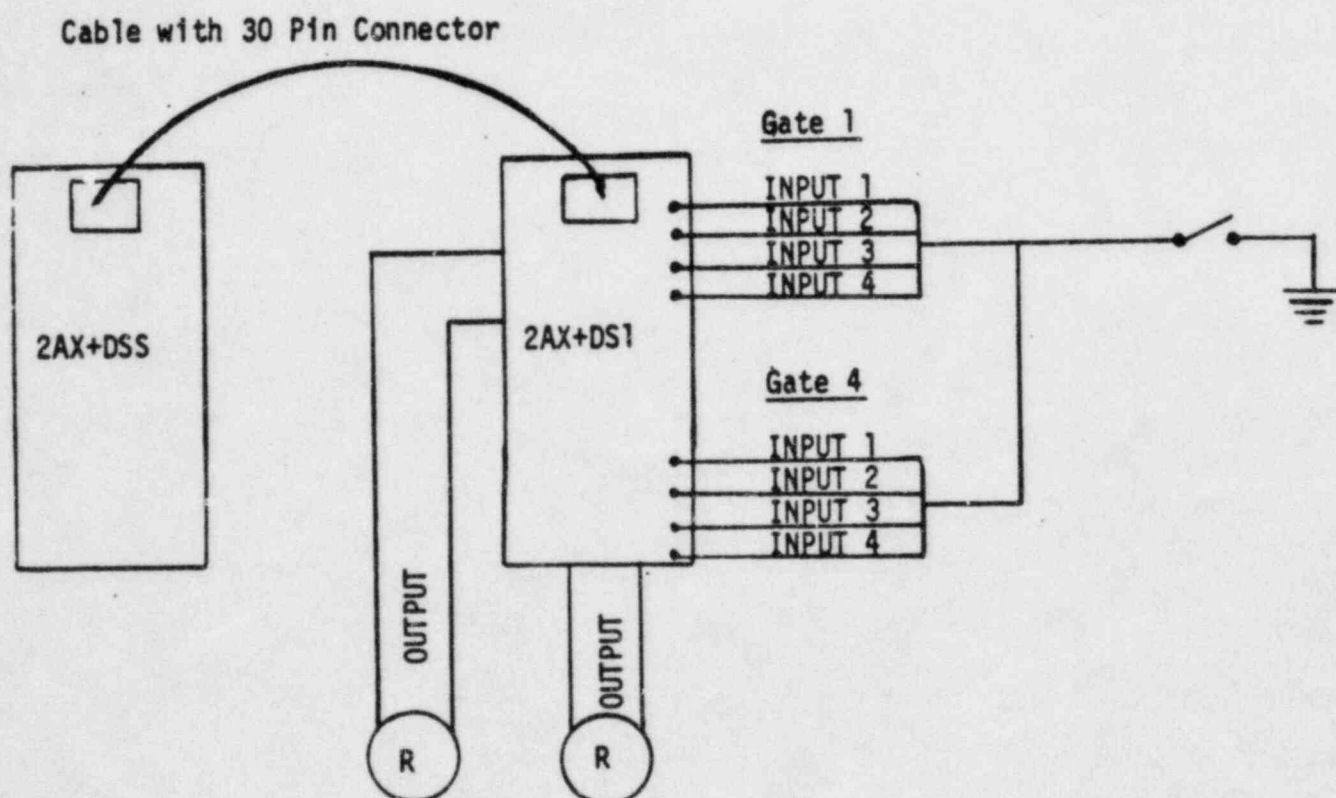 Cable with 30 Pin Connector
Gate 1
INPUT 1
INPUT 2
INPUT 3
INPUT 4
2AX+DSS
2AX+DS1
Gate 4
INPUT 1
INPUT 2
INPUT 3
INPUT 4
OUTPUT
OUTPUT
R
R